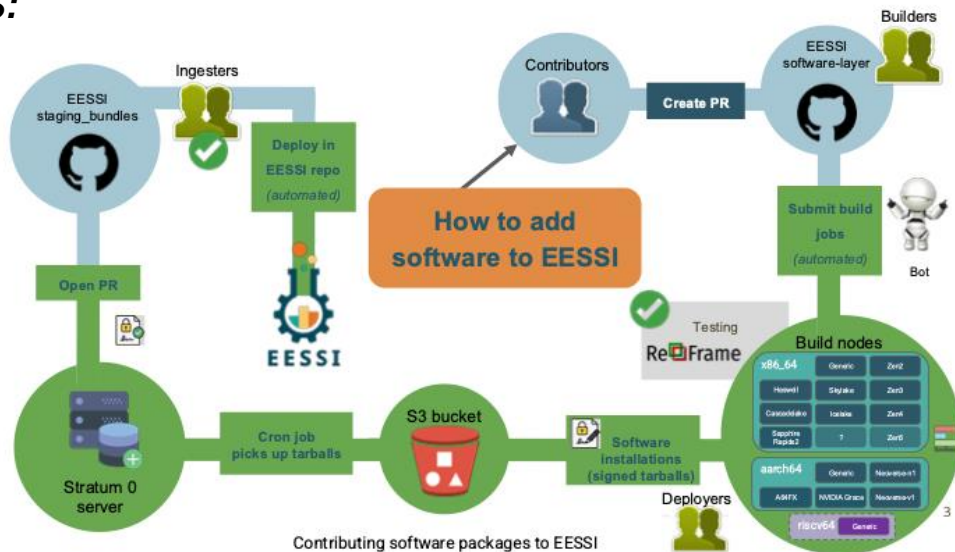 s:
EESSI
staging_bundles
Ingesters
Deploy in
EESSI repo
(automated)
Contributors
Create PR
EESSI
software-layer
Builders
How to add
software to EESSI
Submit build
jobs
(automated)
Bot
Open PR
EESSI
Testing
ReFrame
Build nodes
x86_64
Generic
Zen2
Haswell
Skylake
Zen3
Cascadelake
Icelake
Zen4
Sapphire
Rapids2
?
Zen5
aarch64
Generic
Neoverse-n1
A64FX
NVIDIA Grace
Neoverse-v1
riscv64
Generic
Stratum 0
server
Cron job
picks up tarballs
S3 bucket
Software
installations
(signed tarballs)
Deployers
Contributing software packages to EESSI
3